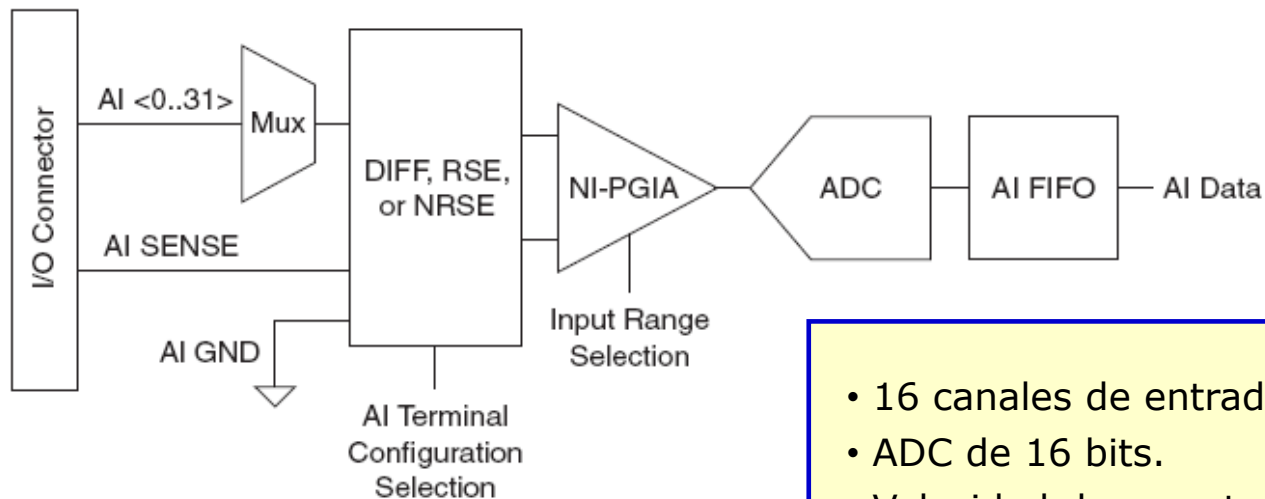 I/O Connector
AI <0..31>
Mux
AI SENSE
AI GND
DIFF, RSE,
or NRSE
AI Terminal
Configuration
Selection
NI-PGIA
Input Range
Selection
ADC
AI FIFO
AI Data
• 16 canales de entrad
• ADC de 16 bits.